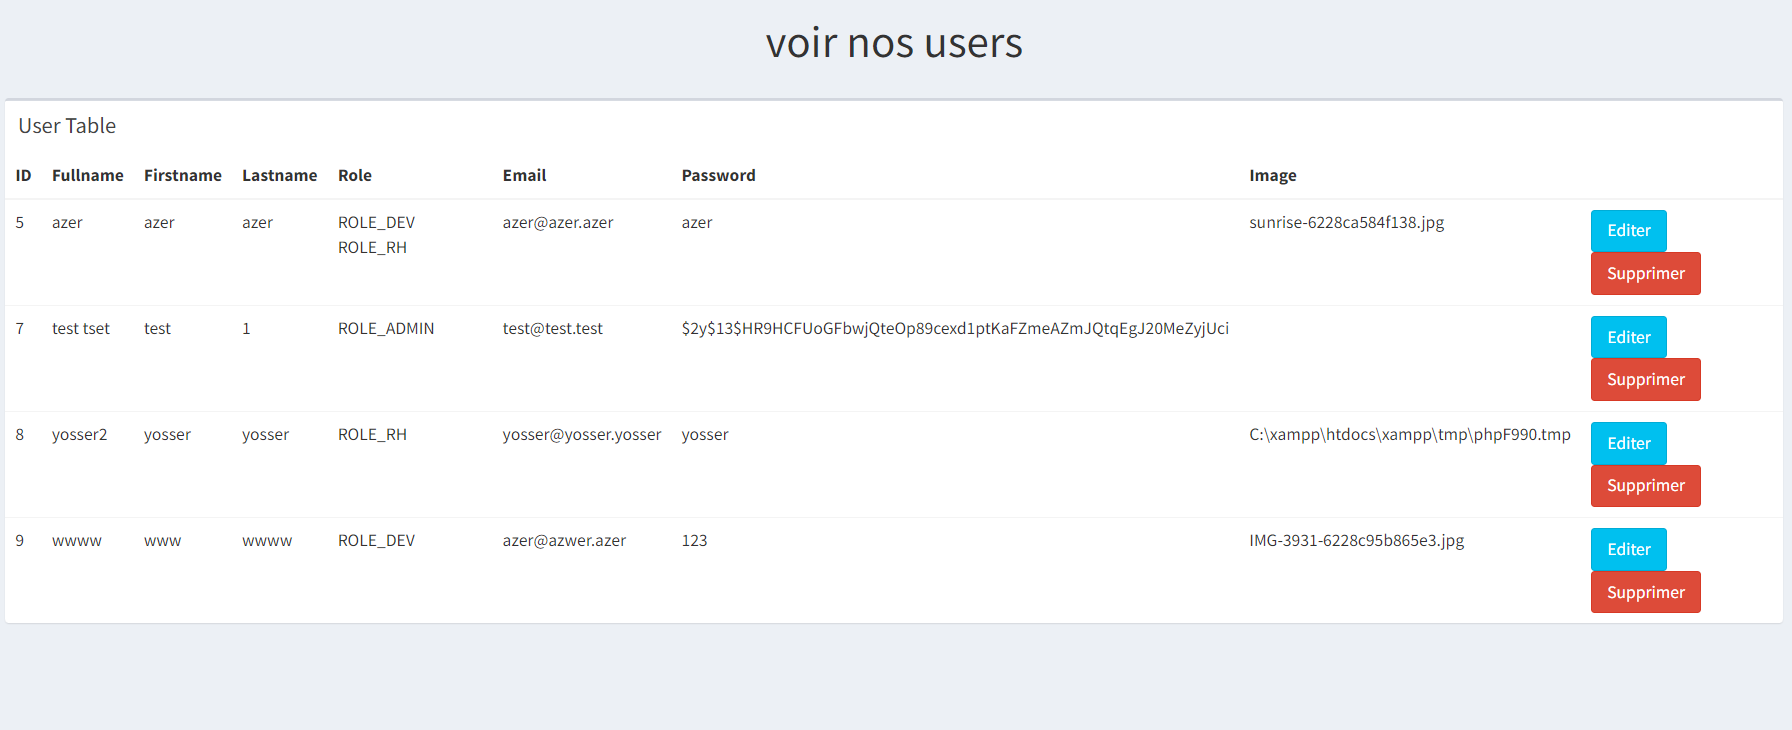 voir nos users
User Table
ID Fullname Firstname Lastname Role Email Password Image
5 azer azer azer ROLE_DEV azer@azer.azer azer sunrise-6228ca584f138.jpg Editer
ROLE_RH
Supprimer
7 test tset test 1 ROLE_ADMIN test@test.test $2y$13$HR9HCFUoGFbwjQteOp89cexd1ptKaFZmeAZmJQtqEgJ20MeZyjUci Editer
Supprimer
8 yosser2 yosser yosser ROLE_RH yosser@yosser.yosser yosser C:\xampp\htdocs\xampp\tmp\phpF990.tmp Editer
Supprimer
9 wwww www wwww ROLE_DEV azer@azwer.azer 123 IMG-3931-6228c95b865e3.jpg Editer
Supprimer